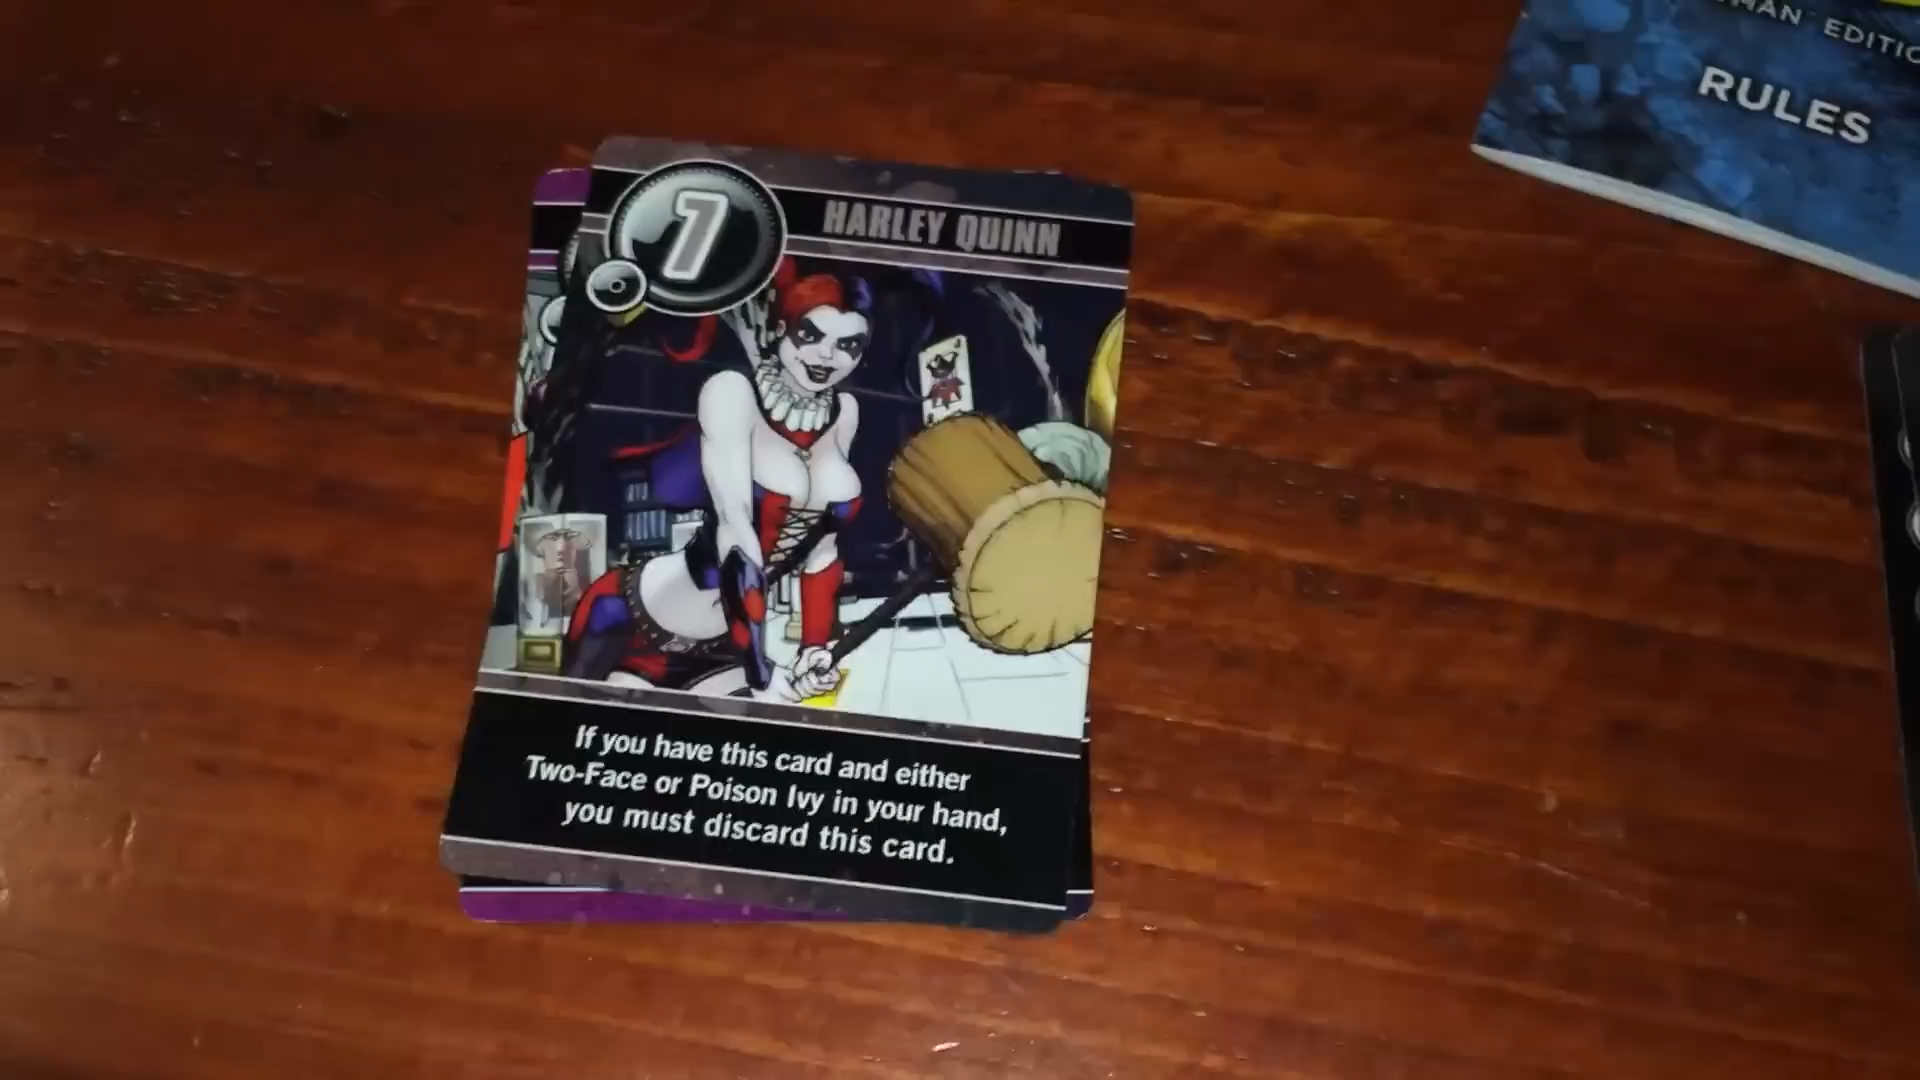 7
HARLEY QUINN
If you have this card and either
Two-Face or Poison Ivy in your hand,
you must discard this card.
RULES